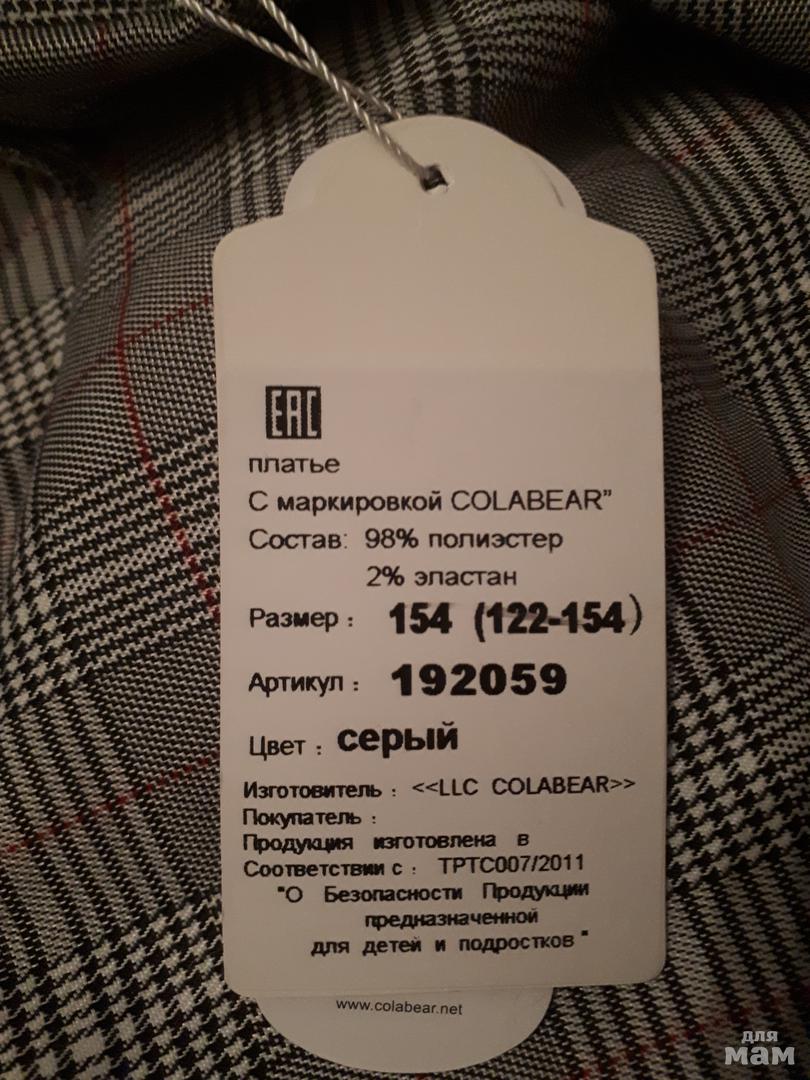 EAC
платье
С маркировкой COLABEAR”
Состав: 98% полиэстер
2% эластан
Размер : 154 (122-154)
Артикул : 192059
Цвет : серый
Изготовитель : <<LLC COLABEAR>>
Покупатель :
Продукция изготовлена в
Соответствии с : ТРТС007/2011
"О Безопасности Продукции
предназначенной
для детей и подростков "
www.colabear.net
для
мам